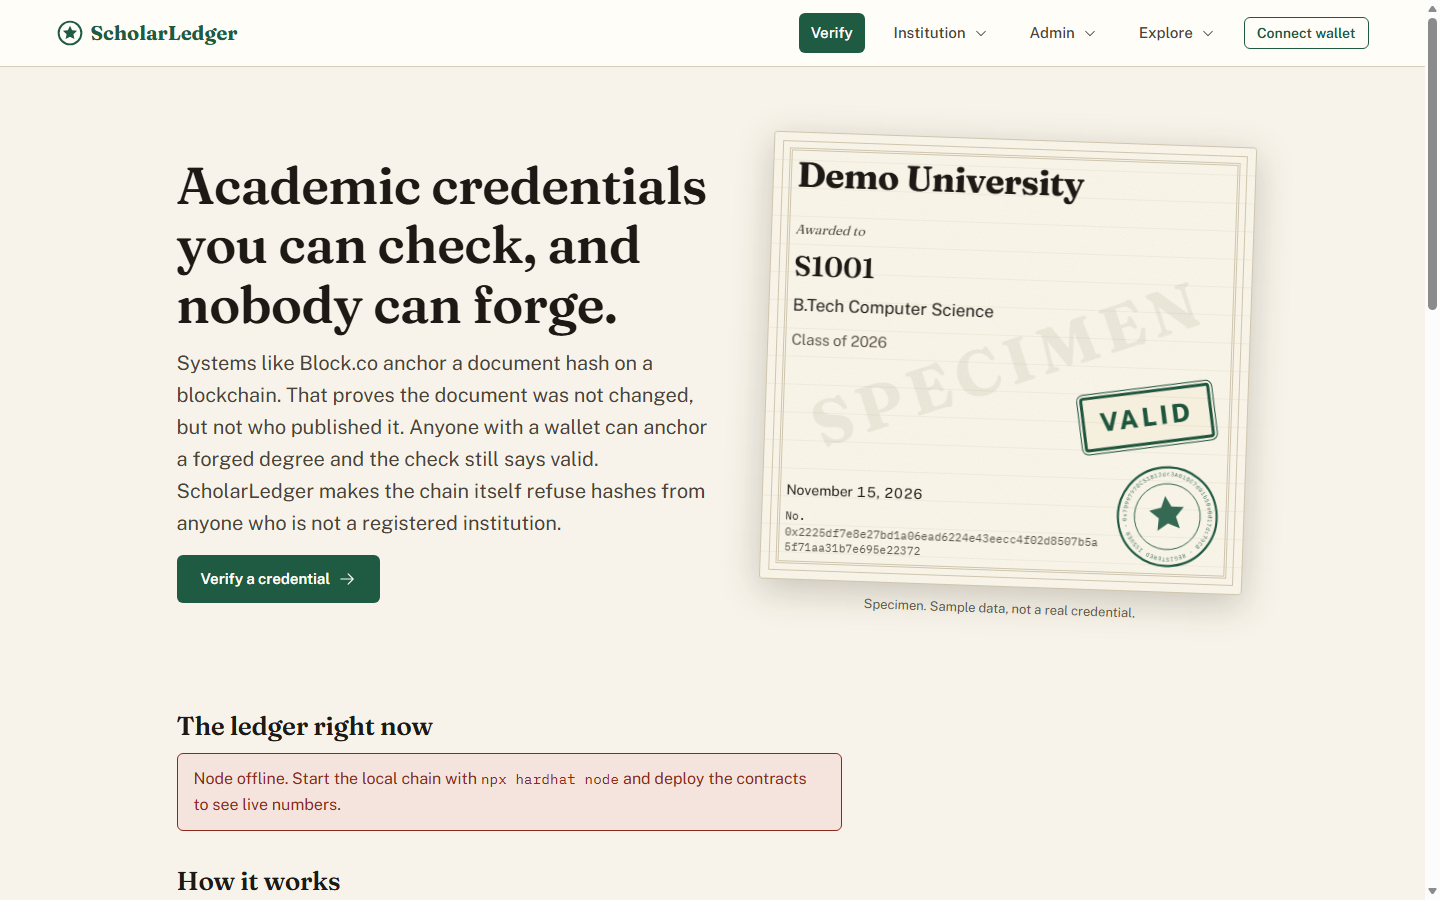 ScholarLedger
Verify
Institution
Admin
Explore
Connect wallet
Academic credentials
you can check, and
nobody can forge.
Systems like Block.co anchor a document hash on a
blockchain. That proves the document was not changed,
but not who published it. Anyone with a wallet can anchor
a forged degree and the check still says valid.
ScholarLedger makes the chain itself refuse hashes from
anyone who is not a registered institution.
Verify a credential
Demo University
Awarded to
S1001
B.Tech Computer Science
Class of 2026
SPECIMEN
VALID
November 15, 2026
No.
0x2225df7e8e27bd1a06ead6224e43eecc4f02d8507b5a
5f71aa31b7e695e22372
REGISTERED ISSUER
Specimen. Sample data, not a real credential.
The ledger right now
Node offline. Start the local chain with npx hardhat node and deploy the contracts
to see live numbers.
How it works